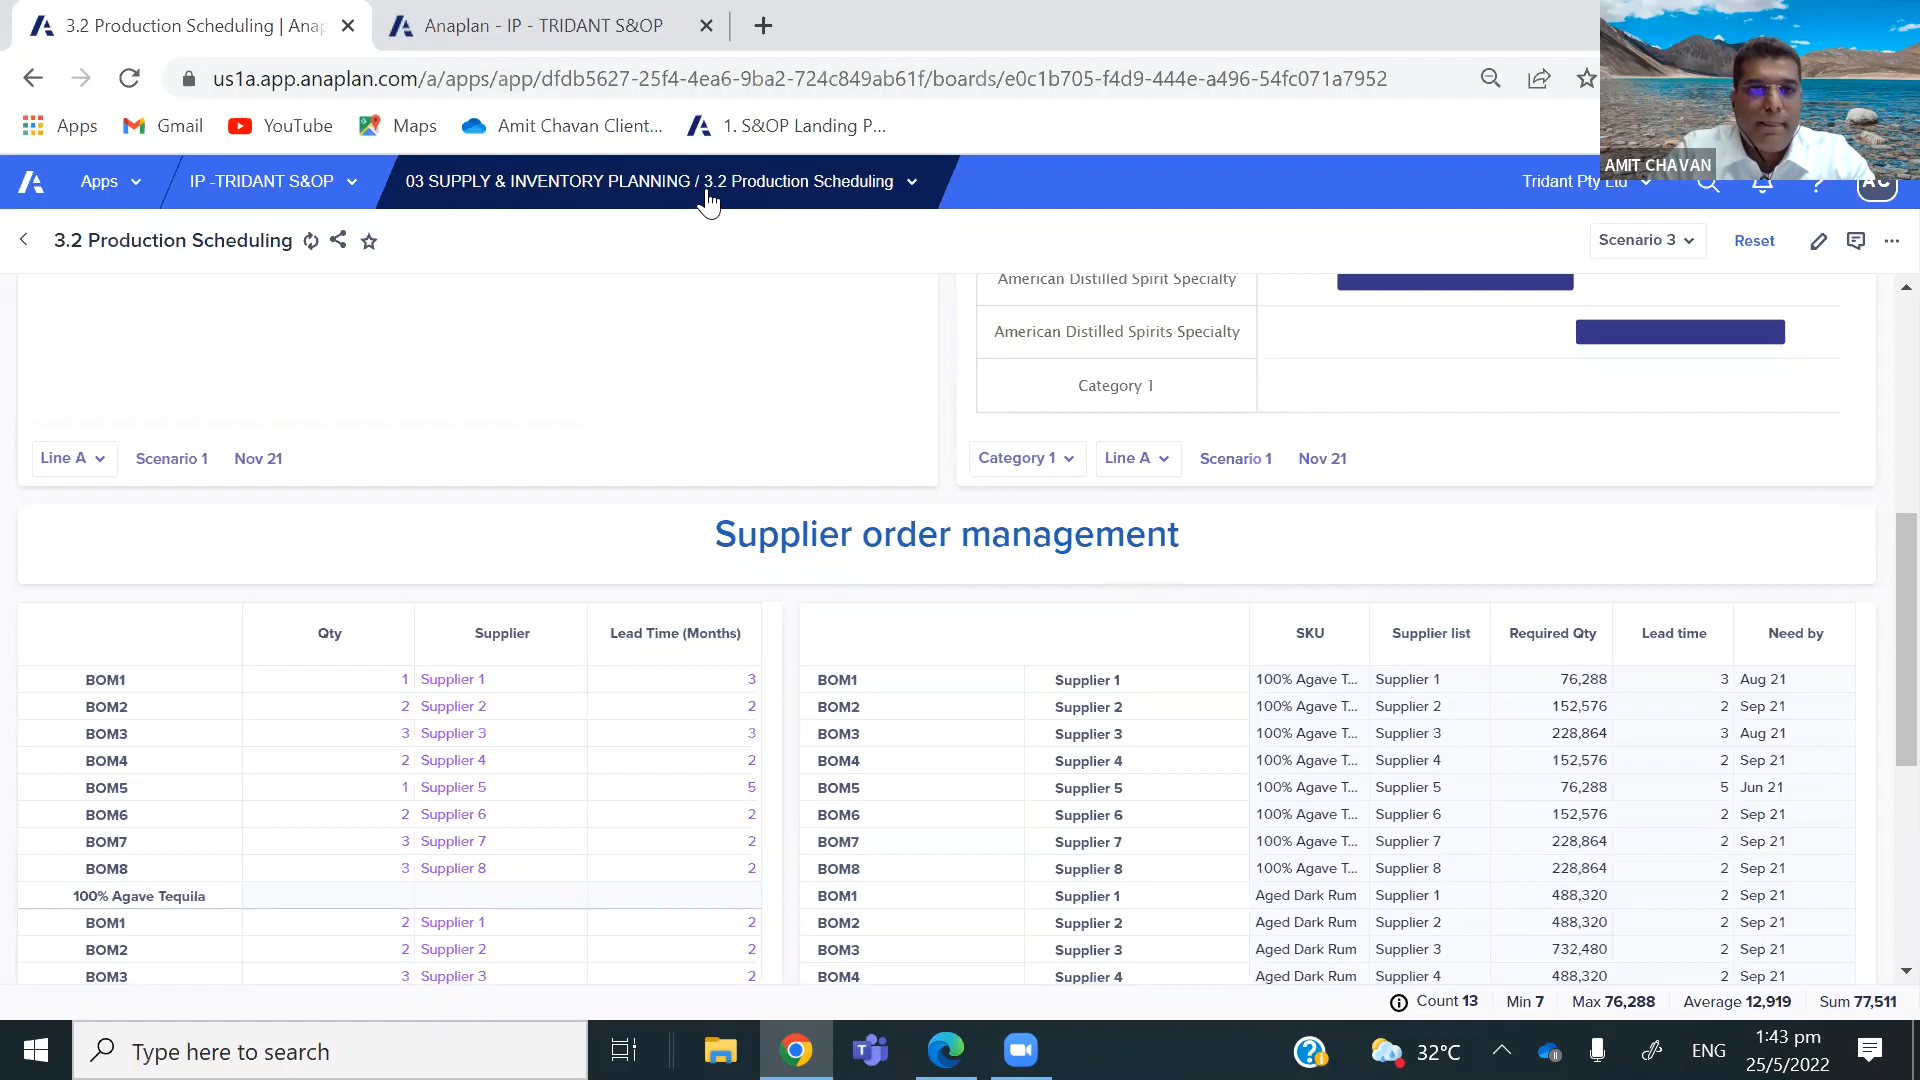 3.2 Production Scheduling | Anap
Anaplan - IP - TRIDANT S&OP
us1a.app.anaplan.com/a/apps/app/dfdb5627-25f4-4ea6-9ba2-724c849ab61f/boards/e0c1b705-f4d9-444e-a496-54fc071a7952
Apps
Gmail
YouTube
Maps
Amit Chavan Client...
1. S&OP Landing P...
AMIT CHAVAN
Apps
IP -TRIDANT S&OP
03 SUPPLY & INVENTORY PLANNING / 3.2 Production Scheduling
Tridant Pty Ltd
AC
3.2 Production Scheduling
Scenario 3
Reset
American Distilled Spirit Specialty
American Distilled Spirits Specialty
Category 1
Line A Scenario 1 Nov 21
Category 1 Line A Scenario 1 Nov 21
Supplier order management
Qty Supplier Lead Time (Months)
BOM1 1 Supplier 1 3
BOM2 2 Supplier 2 2
BOM3 3 Supplier 3 3
BOM4 2 Supplier 4 2
BOM5 1 Supplier 5 5
BOM6 2 Supplier 6 2
BOM7 3 Supplier 7 2
BOM8 3 Supplier 8 2
100% Agave Tequila
BOM1 2 Supplier 1 2
BOM2 2 Supplier 2 2
BOM3 3 Supplier 3 2
SKU Supplier list Required Qty Lead time Need by
BOM1 Supplier 1 100% Agave T... Supplier 1 76,288 3 Aug 21
BOM2 Supplier 2 100% Agave T... Supplier 2 152,576 2 Sep 21
BOM3 Supplier 3 100% Agave T... Supplier 3 228,864 3 Aug 21
BOM4 Supplier 4 100% Agave T... Supplier 4 152,576 2 Sep 21
BOM5 Supplier 5 100% Agave T... Supplier 5 76,288 5 Jun 21
BOM6 Supplier 6 100% Agave T... Supplier 6 152,576 2 Sep 21
BOM7 Supplier 7 100% Agave T... Supplier 7 228,864 2 Sep 21
BOM8 Supplier 8 100% Agave T... Supplier 8 228,864 2 Sep 21
BOM1 Supplier 1 Aged Dark Rum Supplier 1 488,320 2 Sep 21
BOM2 Supplier 2 Aged Dark Rum Supplier 2 488,320 2 Sep 21
BOM3 Supplier 3 Aged Dark Rum Supplier 3 732,480 2 Sep 21
BOM4 Supplier 4 Aged Dark Rum Supplier 4 488,320 2 Sep 21
Count 13 Min 7 Max 76,288 Average 12,919 Sum 77,511
Type here to search
32°C
ENG
1:43 pm
25/5/2022